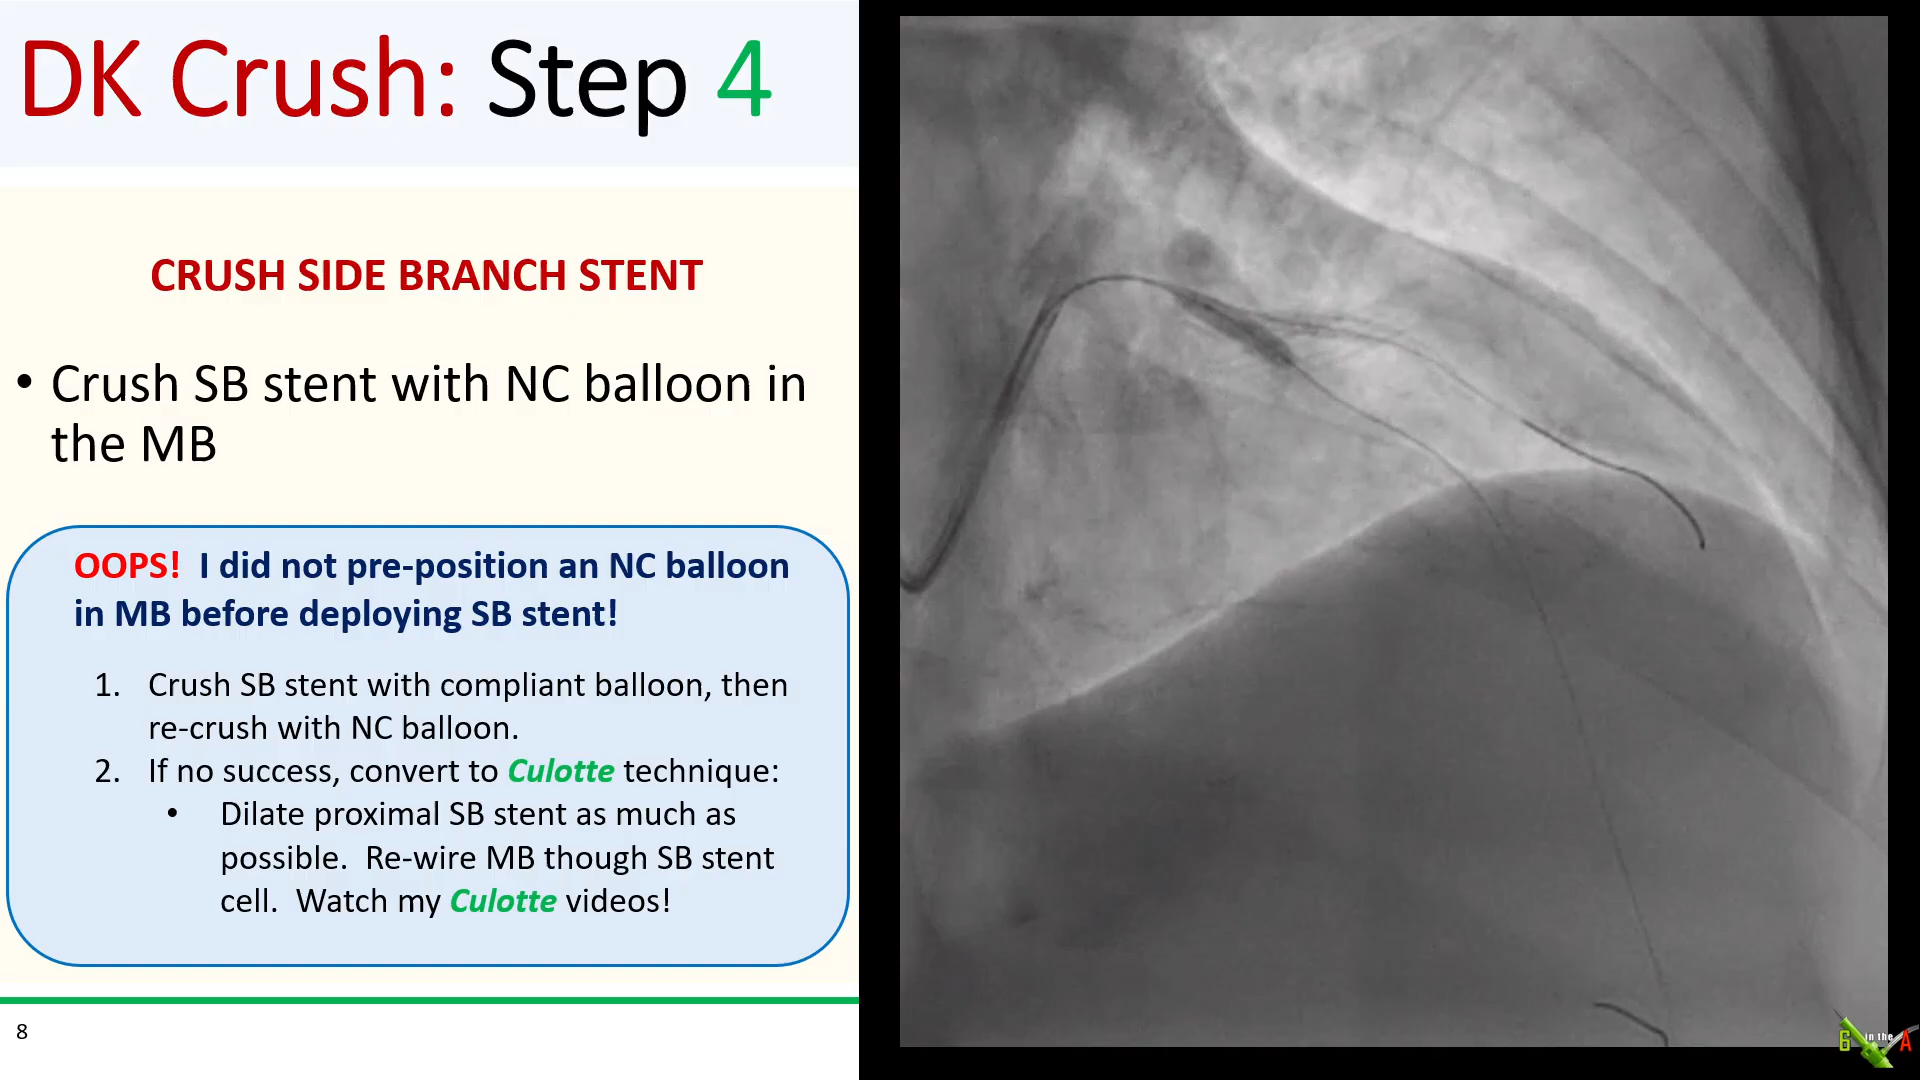 DK Crush: Step 4
CRUSH SIDE BRANCH STENT
• Crush SB stent with NC balloon in
the MB
OOPS! I did not pre-position an NC balloon
in MB before deploying SB stent!
1. Crush SB stent with compliant balloon, then
re-crush with NC balloon.
2. If no success, convert to Culotte technique:
• Dilate proximal SB stent as much as
possible. Re-wire MB though SB stent
cell. Watch my Culotte videos!
8
6 in the A